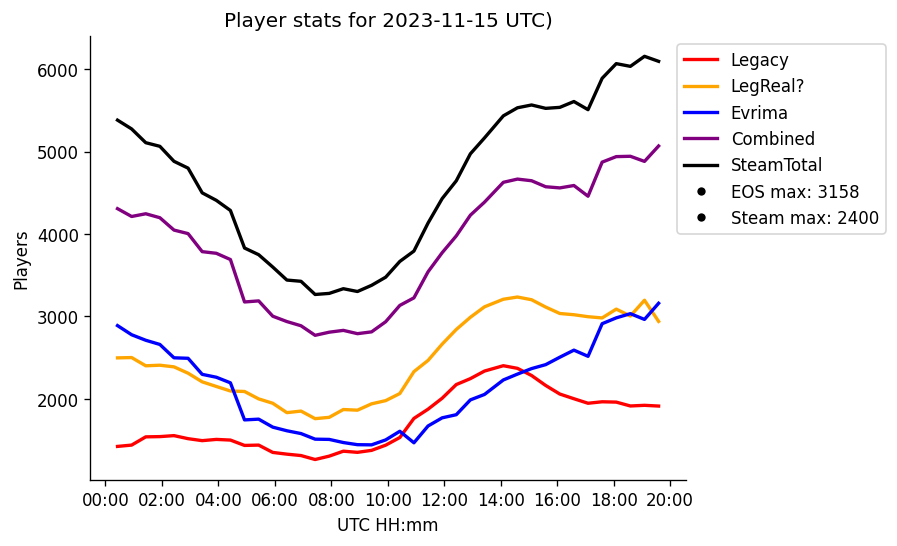 Player stats for 2023-11-15 UTC)
Players
6000
5000
4000
3000
2000
00:00 02:00 04:00 06:00 08:00 10:00 12:00 14:00 16:00 18:00 20:00
UTC HH:mm
Legacy
LegReal?
Evrima
Combined
SteamTotal
EOS max: 3158
Steam max: 2400